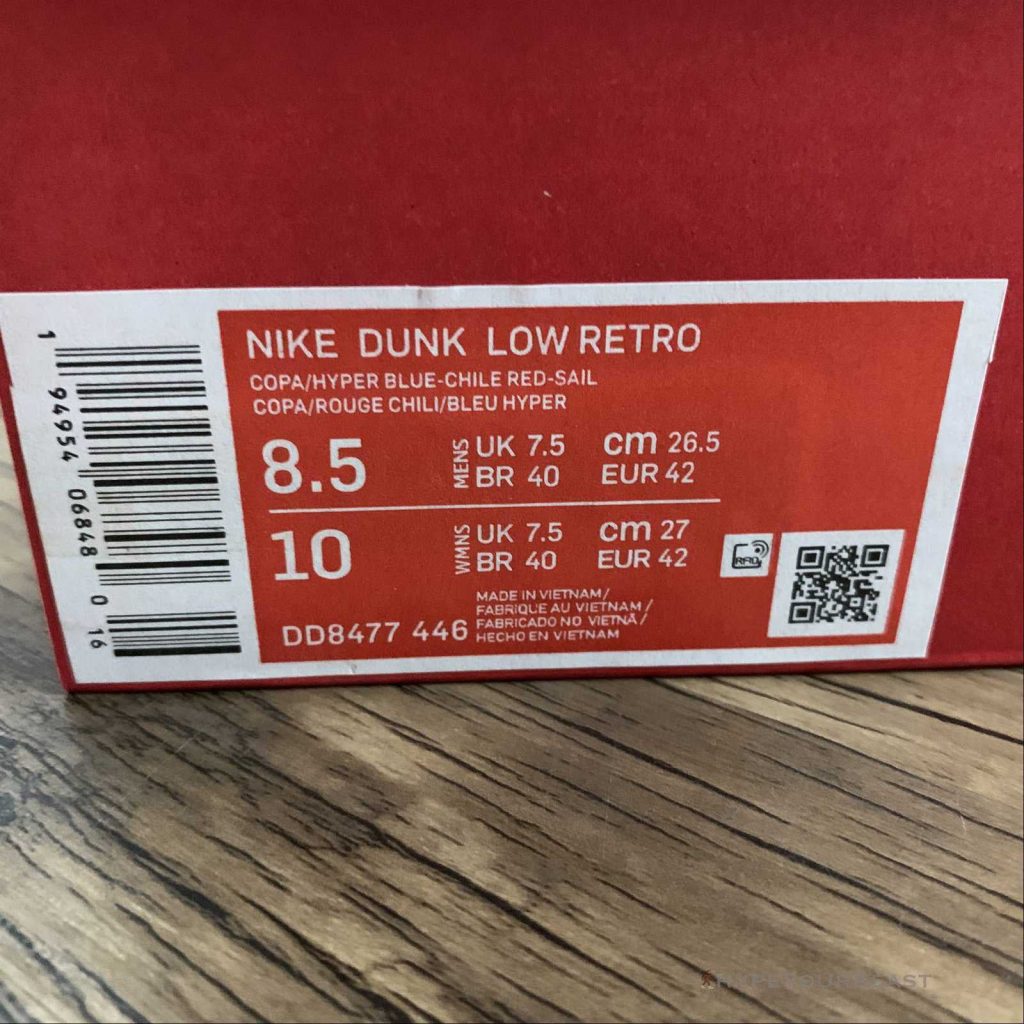 NIKE DUNK LOW RETRO
COPA/HYPER BLUE-CHILE RED-SAIL
COPA/ROUGE CHILI/BLEU HYPER
8.5 MENS UK 7.5 cm 26.5
BR 40 EUR 42
10 WMNS UK 7.5 cm 27
BR 40 EUR 42
DD8477 446
MADE IN VIETNAM/
FABRIQUE AU VIETNAM/
FABRICADO NO VIETNÃ/
HECHO EN VIETNAM
1 94954 06848 0 16